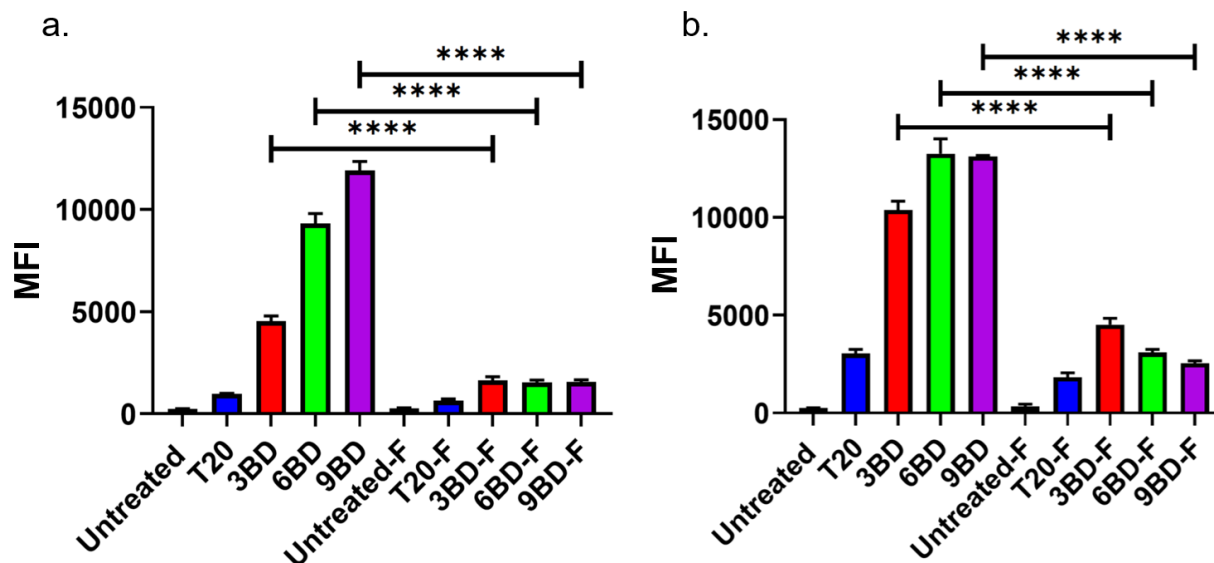 a.
****
****
****
15000
10000
5000
0
MFI
Untreated
T20
3BD
6BD
9BD
Untreated-F
T20-F
3BD-F
6BD-F
9BD-F
b.
****
****
****
15000
10000
5000
0
MFI
Untreated
T20
3BD
6BD
9BD
Untreated-F
T20-F
3BD-F
6BD-F
9BD-F